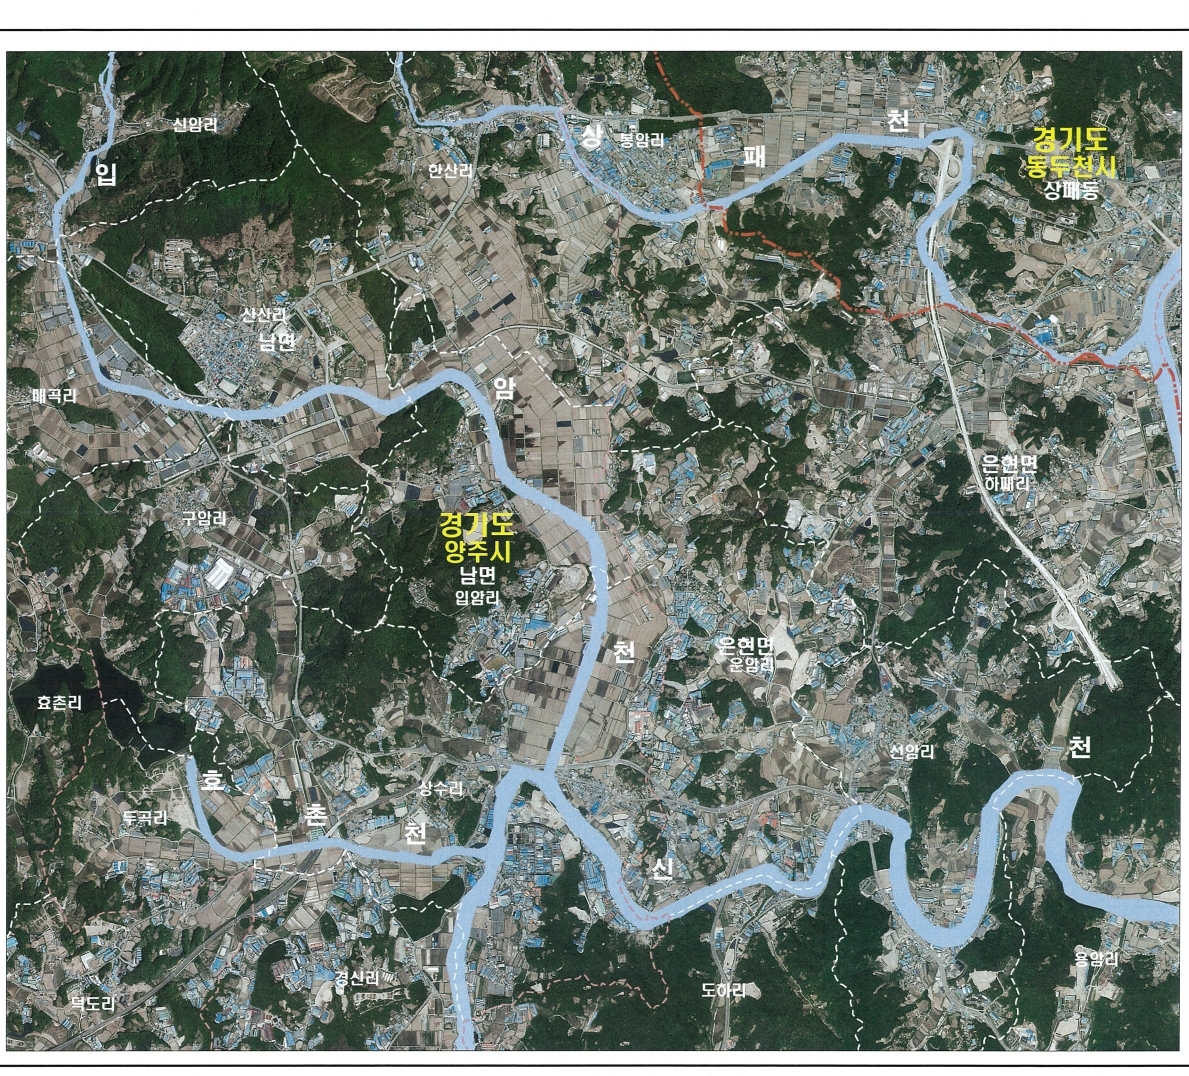 신암리
입
한산리
상
봉암리
패
천
경기도
동두천시
상패동
신산리
남면
매곡리
암
은현면
하패리
구암리
경기도
양주시
남면
입암리
천
은현면
운암리
효촌리
선암리
천
효
상수리
두곡리
촌
천
신
경신리
덕도리
도하리
용암리